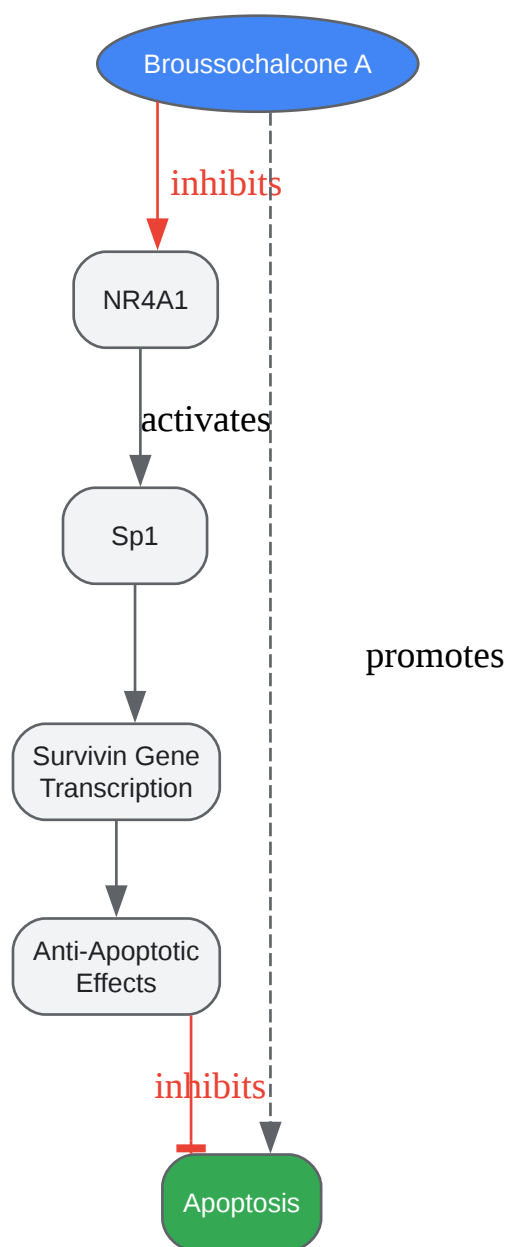 Broussochalcone A
inhibits
NR4A1
activates
Sp1
promotes
Survivin Gene
Transcription
Anti-Apoptotic
Effects
inhibits
Apoptosis